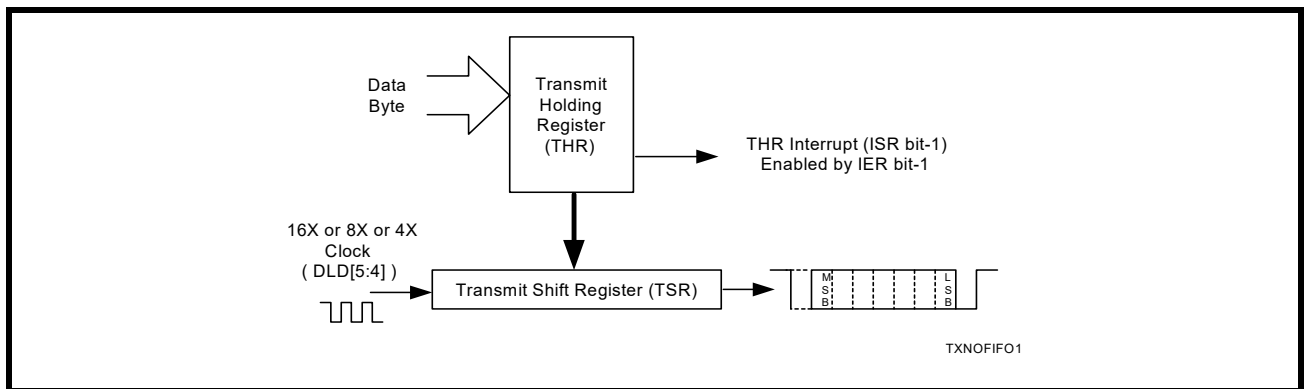 Data
Byte
Transmit
Holding
Register
(THR)
THR Interrupt (ISR bit-1)
Enabled by IER bit-1
16X or 8X or 4X
Clock
( DLD[5:4] )
Transmit Shift Register (TSR)
M
S
B
L
S
B
TXNOFIFO1